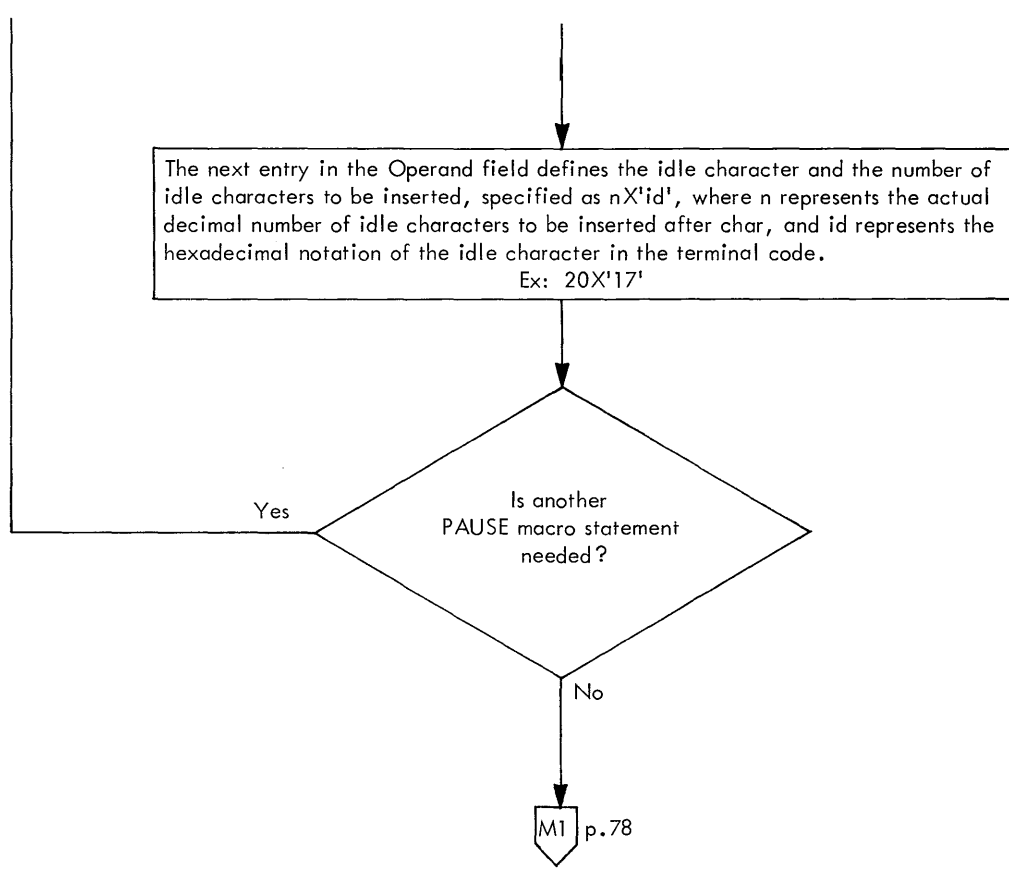 The next entry in the Operand field defines the idle character and the number of
idle characters to be inserted, specified as nX'id', where n represents the actual
decimal number of idle characters to be inserted after char, and id represents the
hexadecimal notation of the idle character in the terminal code.
Ex: 20X'17'
Yes
Is another
PAUSE macro statement
needed?
No
M1 p.78